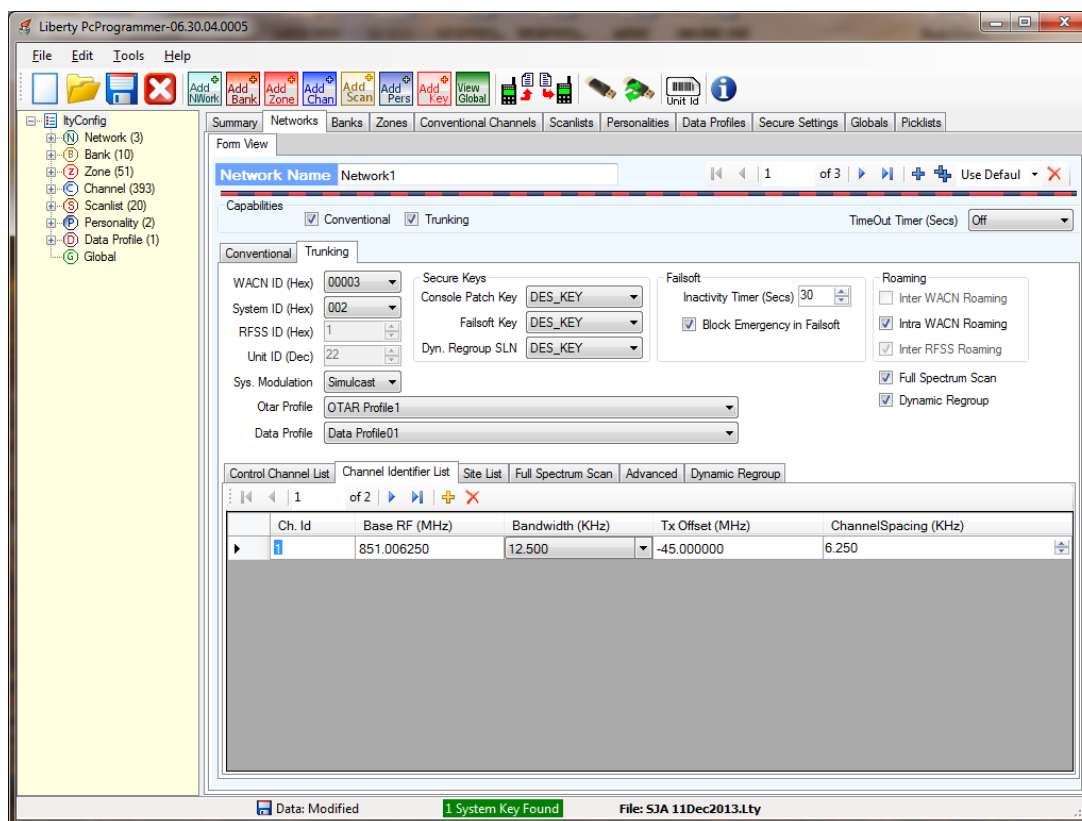 Liberty PcProgrammer-06.30.04.0005
File Edit Tools Help
Add NWork Add Bank Add Zone Add Chan Add Scan Add Pers Add Key View Global Unit Id
ltyConfig
Network (3)
Bank (10)
Zone (51)
Channel (393)
Scanlist (20)
Personality (2)
Data Profile (1)
Global
Summary Networks Banks Zones Conventional Channels Scanlists Personalities Data Profiles Secure Settings Globals Picklists
Form View
Network Name Network1 1 of 3 Use Defaul
Capabilities
Conventional Trunking TimeOut Timer (Secs) Off
Conventional Trunking
WACN ID (Hex) 00003
System ID (Hex) 002
RFSS ID (Hex) 1
Unit ID (Dec) 22
Sys. Modulation Simulcast
Otar Profile OTAR Profile1
Data Profile Data Profile01
Secure Keys
Console Patch Key DES_KEY
Failsoft Key DES_KEY
Dyn. Regroup SLN DES_KEY
Failsoft
Inactivity Timer (Secs) 30
Block Emergency in Failsoft
Roaming
Inter WACN Roaming
Intra WACN Roaming
Inter RFSS Roaming
Full Spectrum Scan
Dynamic Regroup
Control Channel List Channel Identifier List Site List Full Spectrum Scan Advanced Dynamic Regroup
1 of 2
Ch. Id Base RF (MHz) Bandwidth (KHz) Tx Offset (MHz) ChannelSpacing (KHz)
1 851.006250 12.500 -45.000000 6.250
Data: Modified 1 System Key Found File: SJA 11Dec2013.Lty